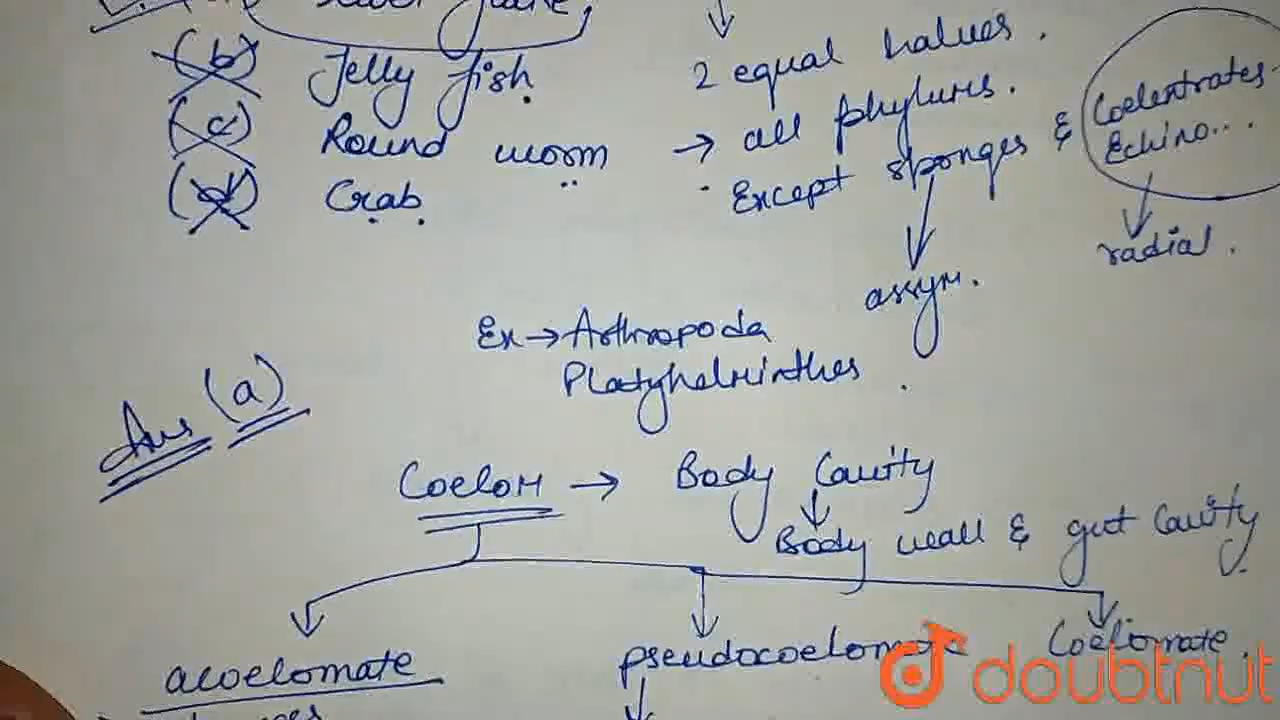 (b) Jelly fish
(c) Round worm
(d) Crab
2 equal halves.
→ all phylums.
Except sponges & Coelentrates
Echino...
assym.
radial.
Ex → Arthropoda
Platyhelminthes.
Ans (a)
Coelom → Body Cavity
Body wall & gut Cavity
acoelomate
pseudocoelomate
Coelomate.
doubtnut